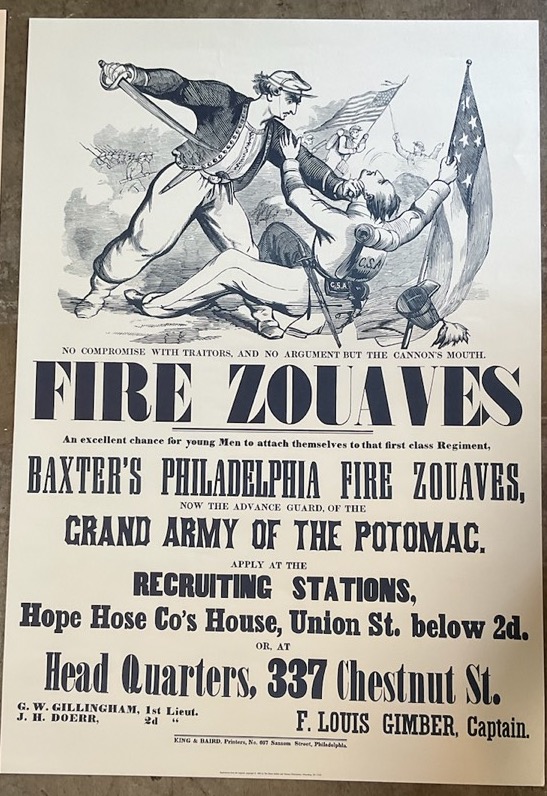 C.S.A
C.S.A
NO COMPROMISE WITH TRAITORS, AND NO ARGUMENT BUT THE CANNON'S MOUTH.
FIRE ZOUAVES
An excellent chance for young Men to attach themselves to that first class Regiment,
BAXTER'S PHILADELPHIA FIRE ZOUAVES,
NOW THE ADVANCE GUARD, OF THE
GRAND ARMY OF THE POTOMAC.
APPLY AT THE
RECRUITING STATIONS,
Hope Hose Co's House, Union St. below 2d.
OR, AT
Head Quarters, 337 Chestnut St.
G. W. GILLINGHAM, 1st Lieut.
J. H. DOERR, 2d "
F. LOUIS GIMBER, Captain.
KING & BAIRD, Printers, No. 607 Sansom Street, Philadelphia.